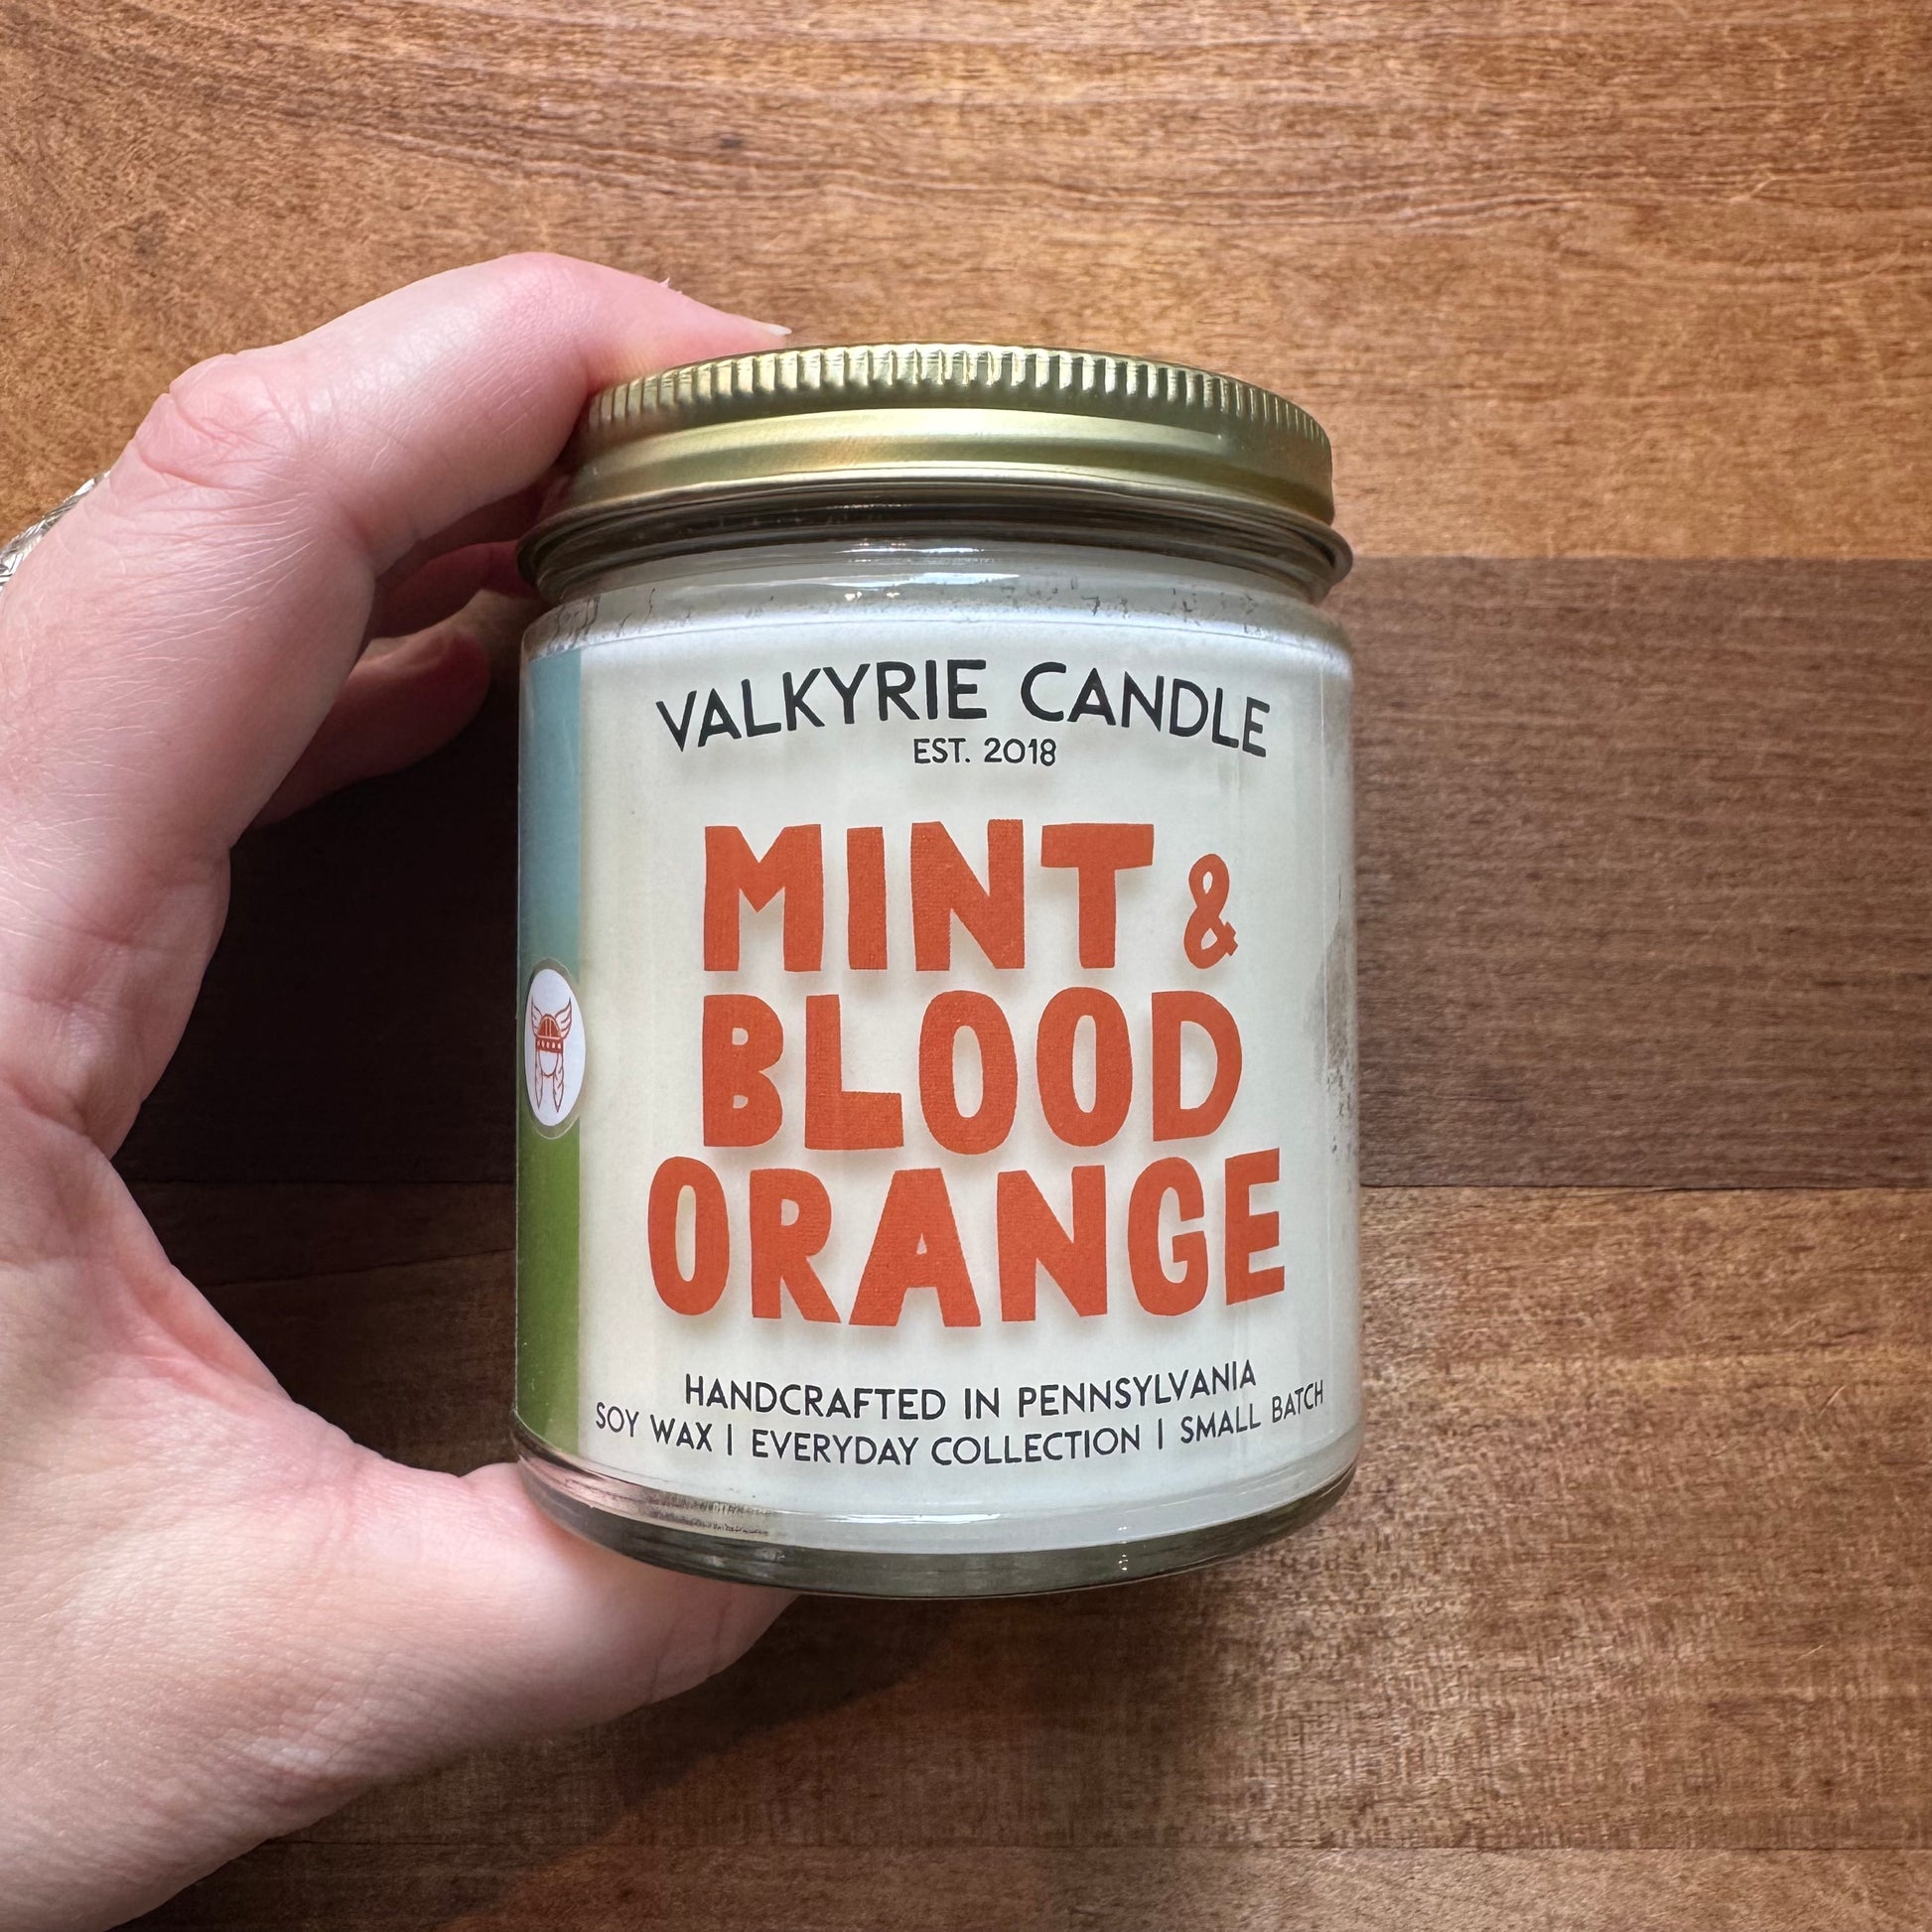 VALKYRIE CANDLE
EST. 2018
MINT &
BLOOD
ORANGE
HANDCRAFTED IN PENNSYLVANIA
SOY WAX | EVERYDAY COLLECTION | SMALL BATCH